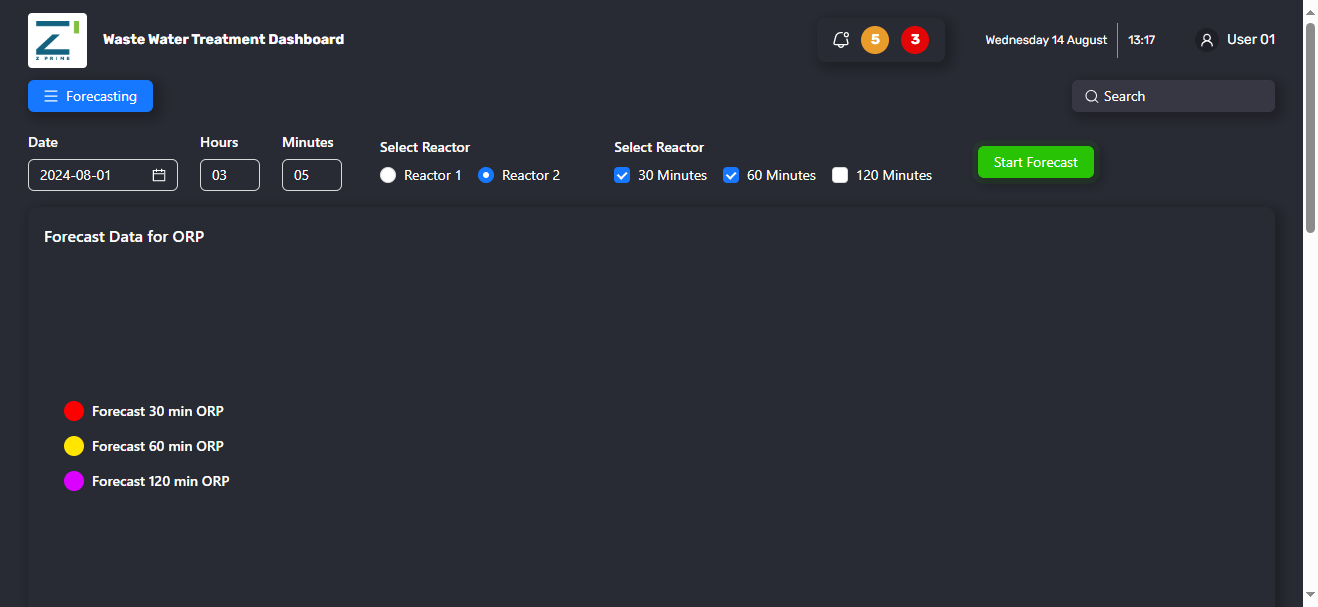 Z PRIME
Waste Water Treatment Dashboard
5
3
Wednesday 14 August
13:17
User 01
Forecasting
Search
Date
Hours
Minutes
Select Reactor
Select Reactor
2024-08-01
03
05
Reactor 1
Reactor 2
30 Minutes
60 Minutes
120 Minutes
Start Forecast
Forecast Data for ORP
Forecast 30 min ORP
Forecast 60 min ORP
Forecast 120 min ORP